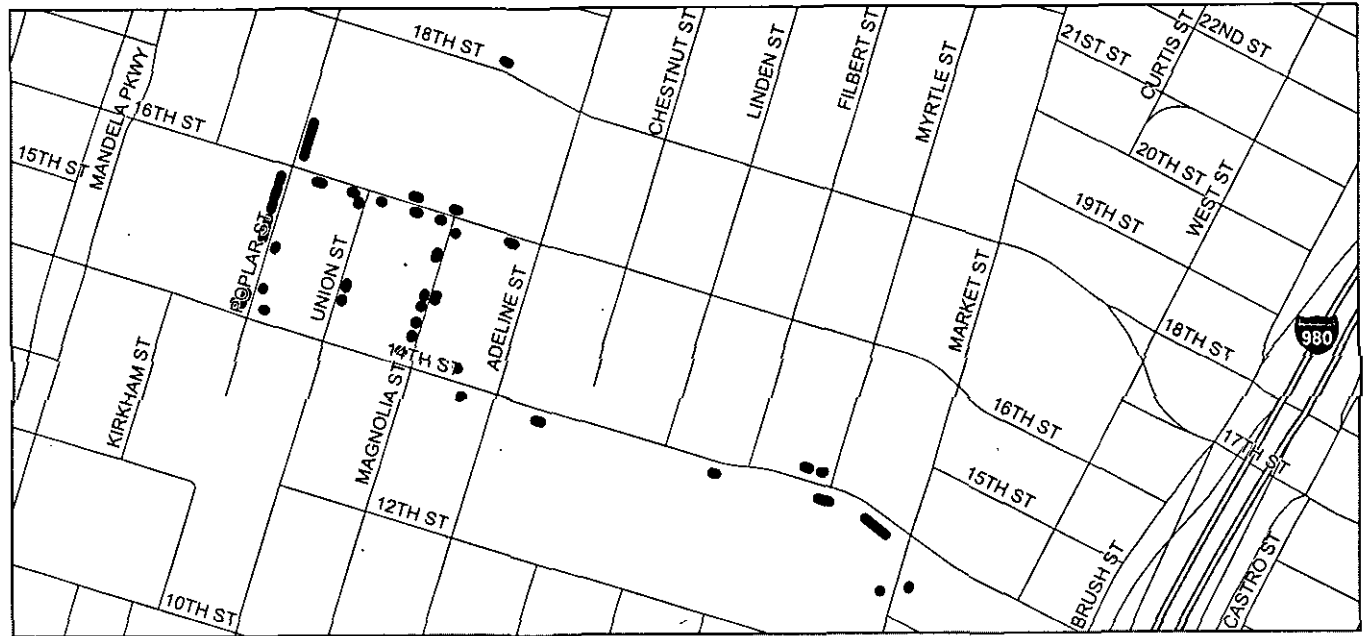 18TH ST
CHESTNUT ST
LINDEN ST
FILBERT ST
MYRTLE ST
21ST ST
CURTIS ST
22ND ST
MANDELA PKWY
16TH ST
15TH ST
20TH ST
WEST ST
19TH ST
POPLAR ST
UNION ST
ADELINE ST
MARKET ST
18TH ST
980
14TH ST
KIRKHAM ST
MAGNOLIA ST
16TH ST
17TH ST
15TH ST
12TH ST
BRUSH ST
CASTRO ST
10TH ST